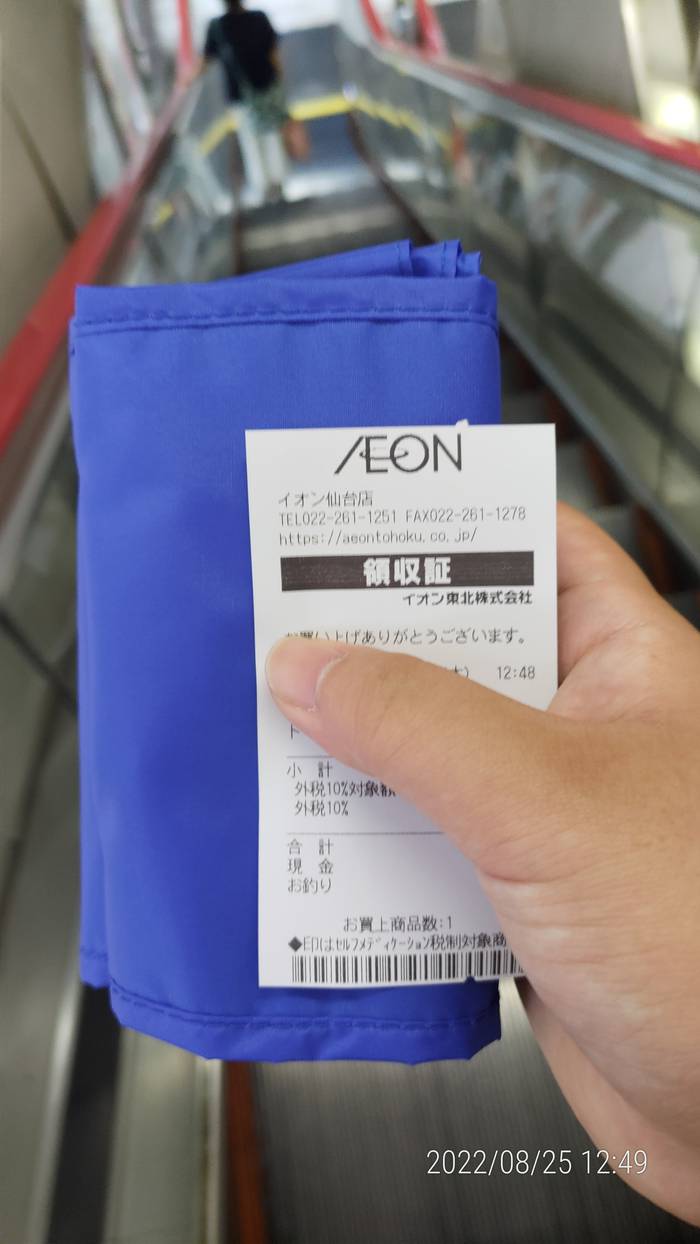 ÆON
イオン仙台店
TEL022-261-1251 FAX022-261-1278
https://aeontohoku.co.jp/
領収証
イオン東北株式会社
お買い上げありがとうございます。
12:48
小 計
外税10%対象額
外税10%
合 計
現 金
お釣り
お買上商品数:1
◆印はセルフメディケーション税制対象商
2022/08/25 12:49